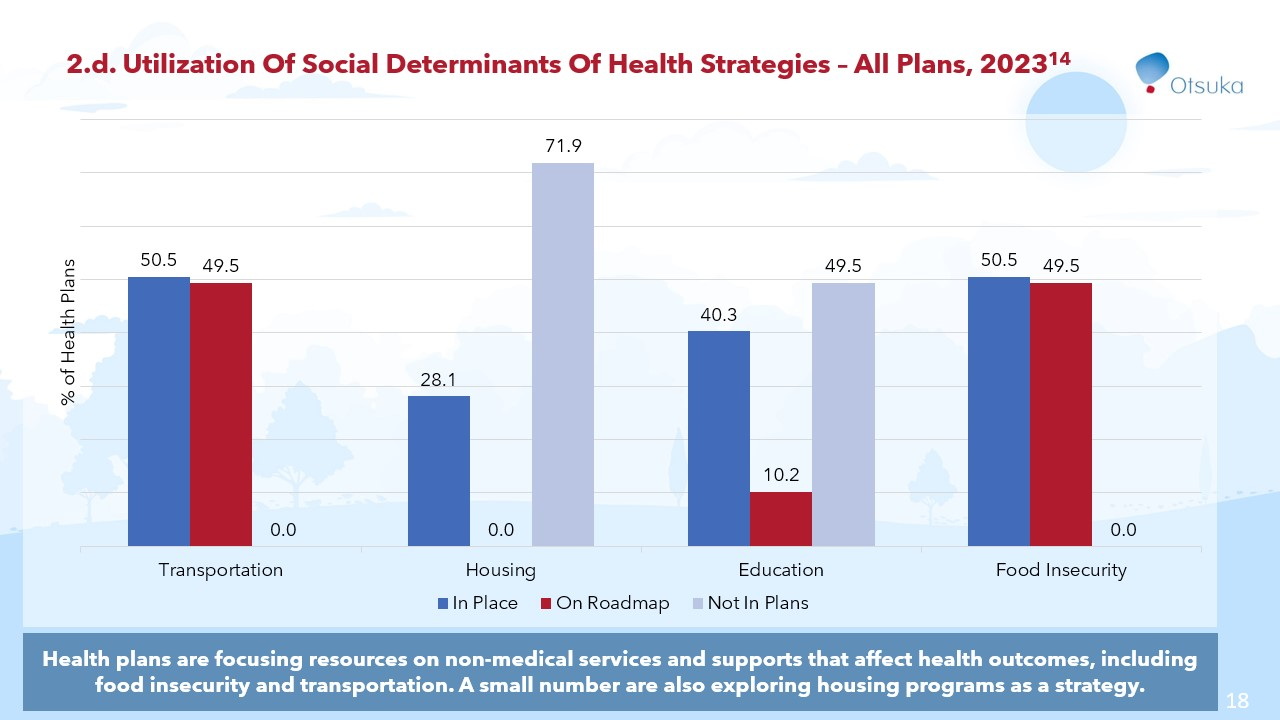 2.d. Utilization Of Social Determinants Of Health Strategies – All Plans, 2023¹⁴
Otsuka
% of Health Plans
50.5
49.5
0.0
28.1
0.0
71.9
40.3
10.2
49.5
50.5
49.5
0.0
Transportation
Housing
Education
Food Insecurity
In Place
On Roadmap
Not In Plans
Health plans are focusing resources on non-medical services and supports that affect health outcomes, including
food insecurity and transportation. A small number are also exploring housing programs as a strategy.
18